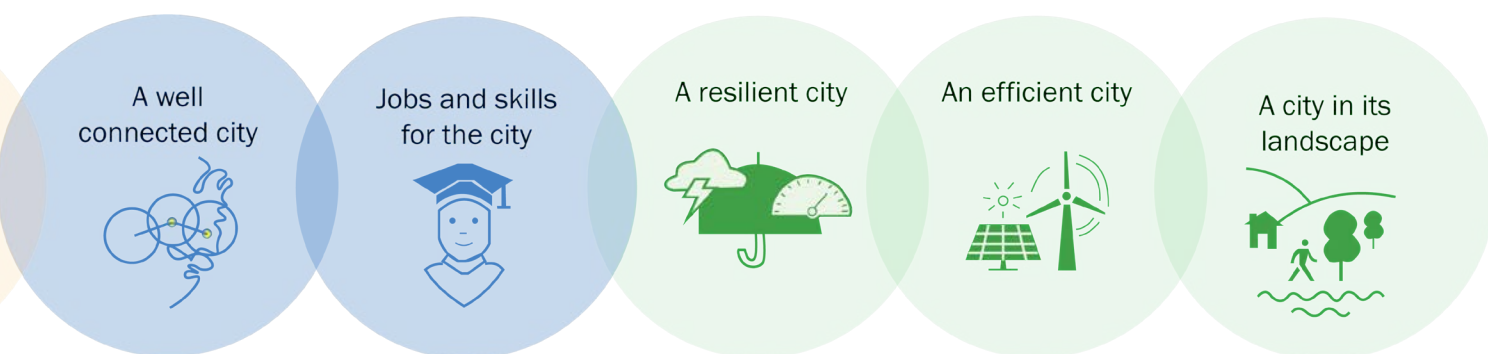 A well
connected city
Jobs and skills
for the city
A resilient city
An efficient city
A city in its
landscape